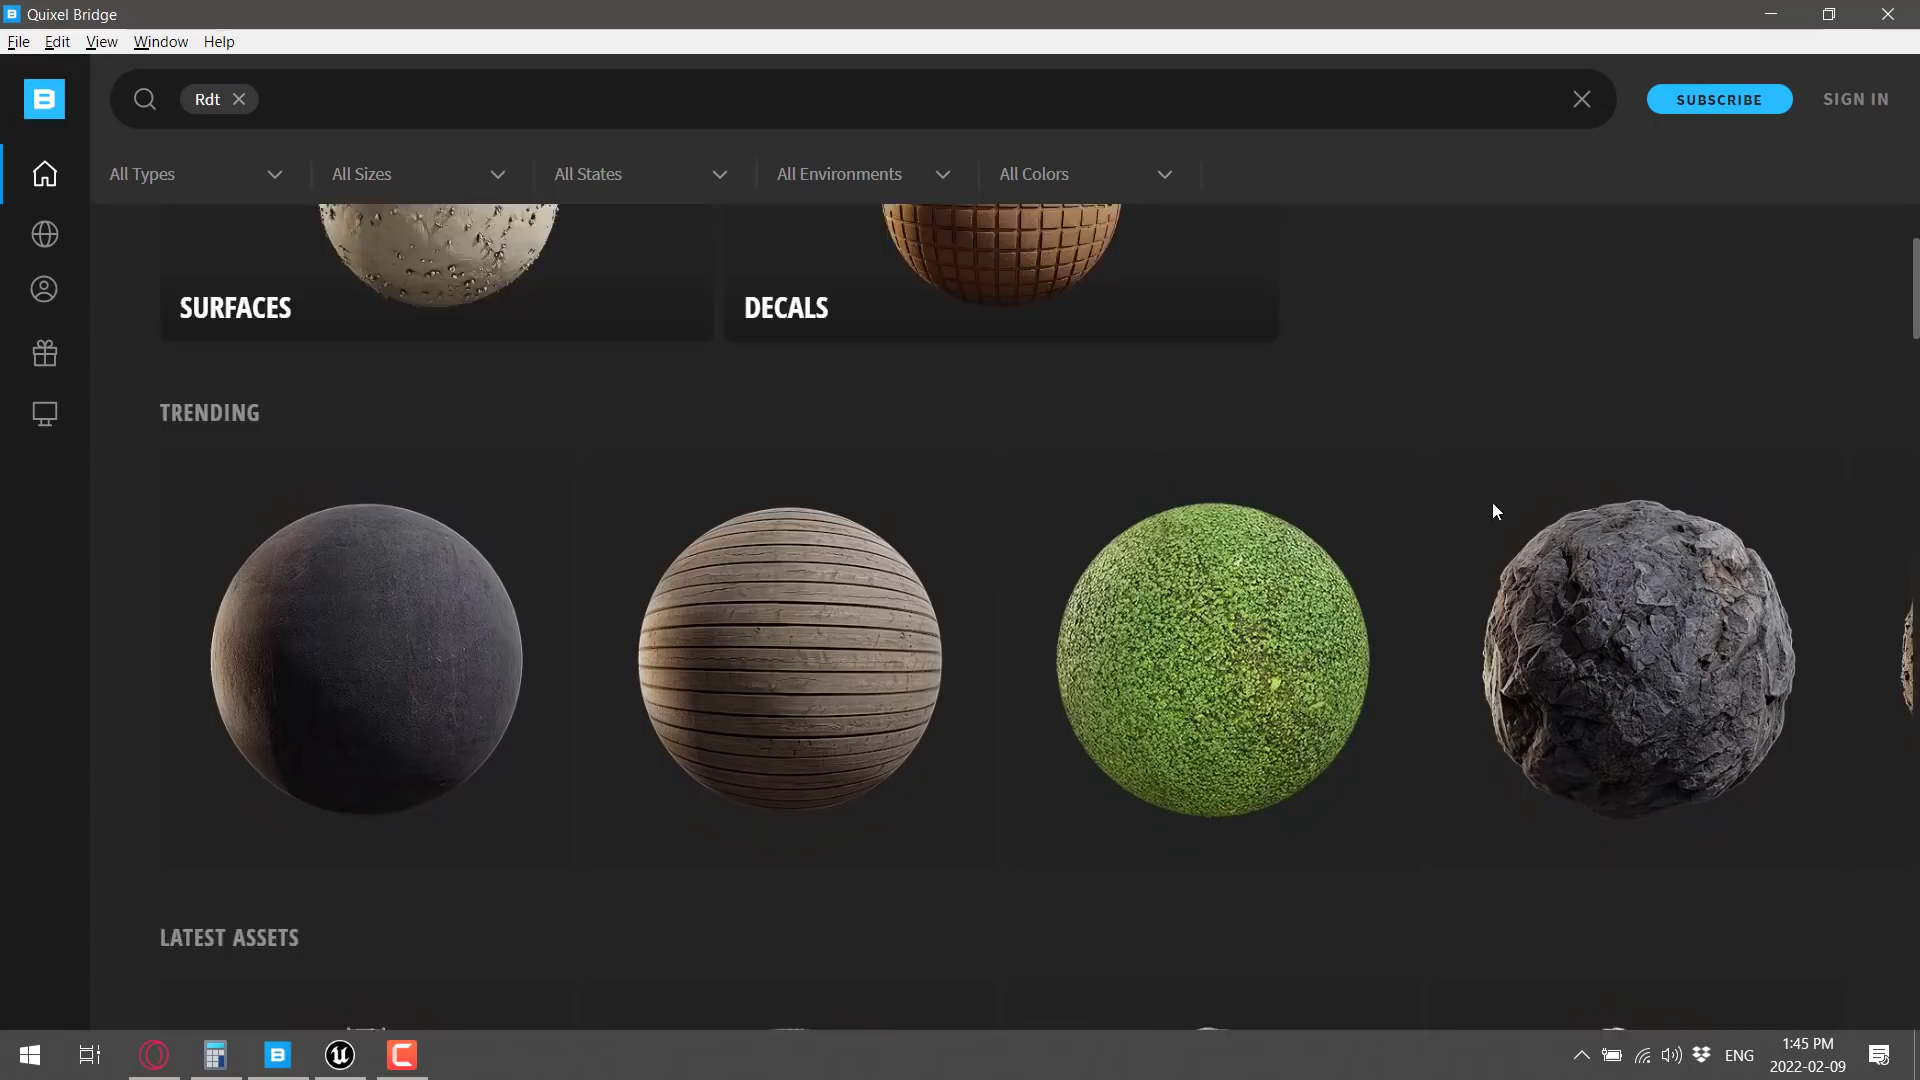 Quixel Bridge
File Edit View Window Help
Rdt
SUBSCRIBE
SIGN IN
All Types
All Sizes
All States
All Environments
All Colors
SURFACES
DECALS
TRENDING
LATEST ASSETS
ENG
1:45 PM
2022-02-09